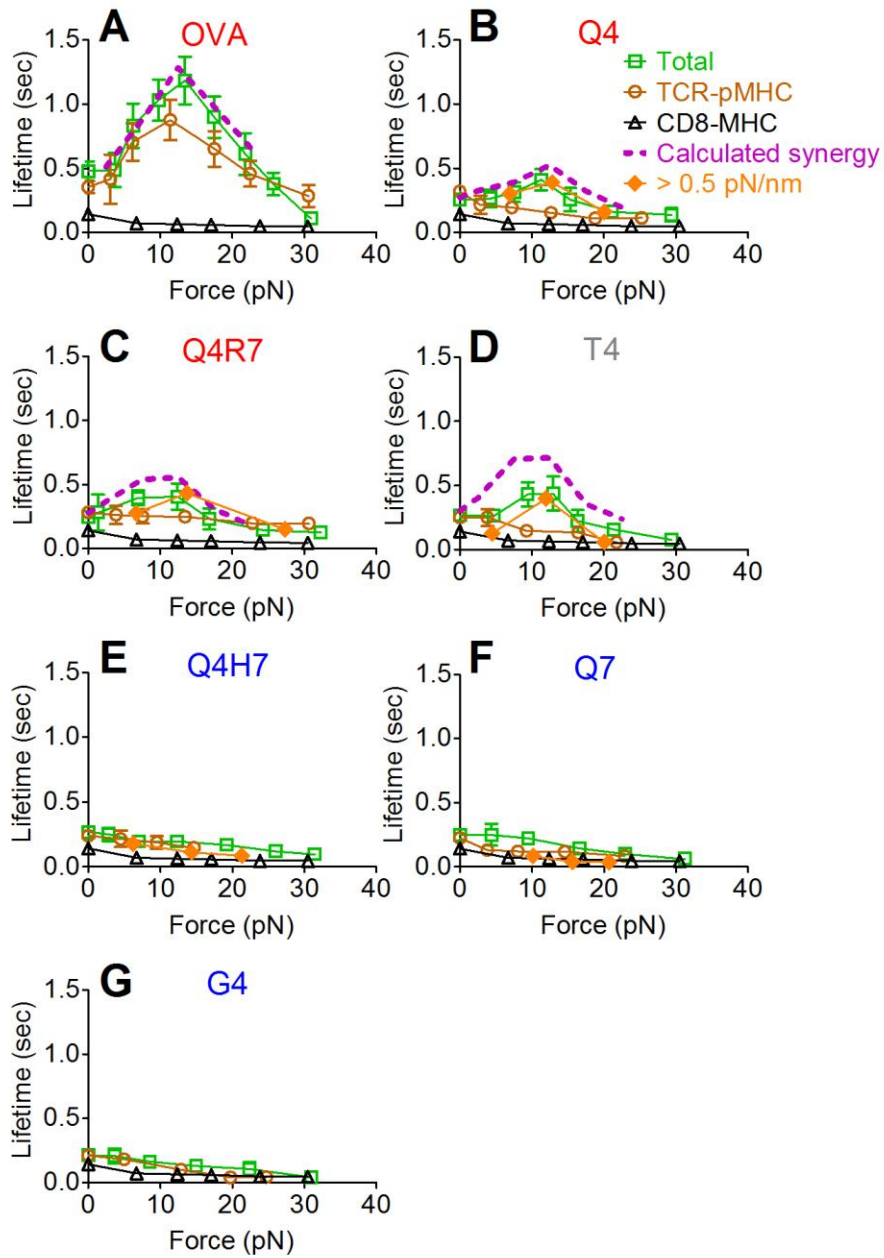 A OVA
1.5
1.0
0.5
0.0
Lifetime (sec)
0 10 20 30 40
Force (pN)
B Q4
Total
TCR-pMHC
CD8-MHC
Calculated synergy
> 0.5 pN/nm
1.5
1.0
0.5
0.0
Lifetime (sec)
0 10 20 30 40
Force (pN)
C Q4R7
1.5
1.0
0.5
0.0
Lifetime (sec)
0 10 20 30 40
Force (pN)
D T4
1.5
1.0
0.5
0.0
Lifetime (sec)
0 10 20 30 40
Force (pN)
E Q4H7
1.5
1.0
0.5
0.0
Lifetime (sec)
0 10 20 30 40
Force (pN)
F Q7
1.5
1.0
0.5
0.0
Lifetime (sec)
0 10 20 30 40
Force (pN)
G G4
1.5
1.0
0.5
0.0
Lifetime (sec)
0 10 20 30 40
Force (pN)